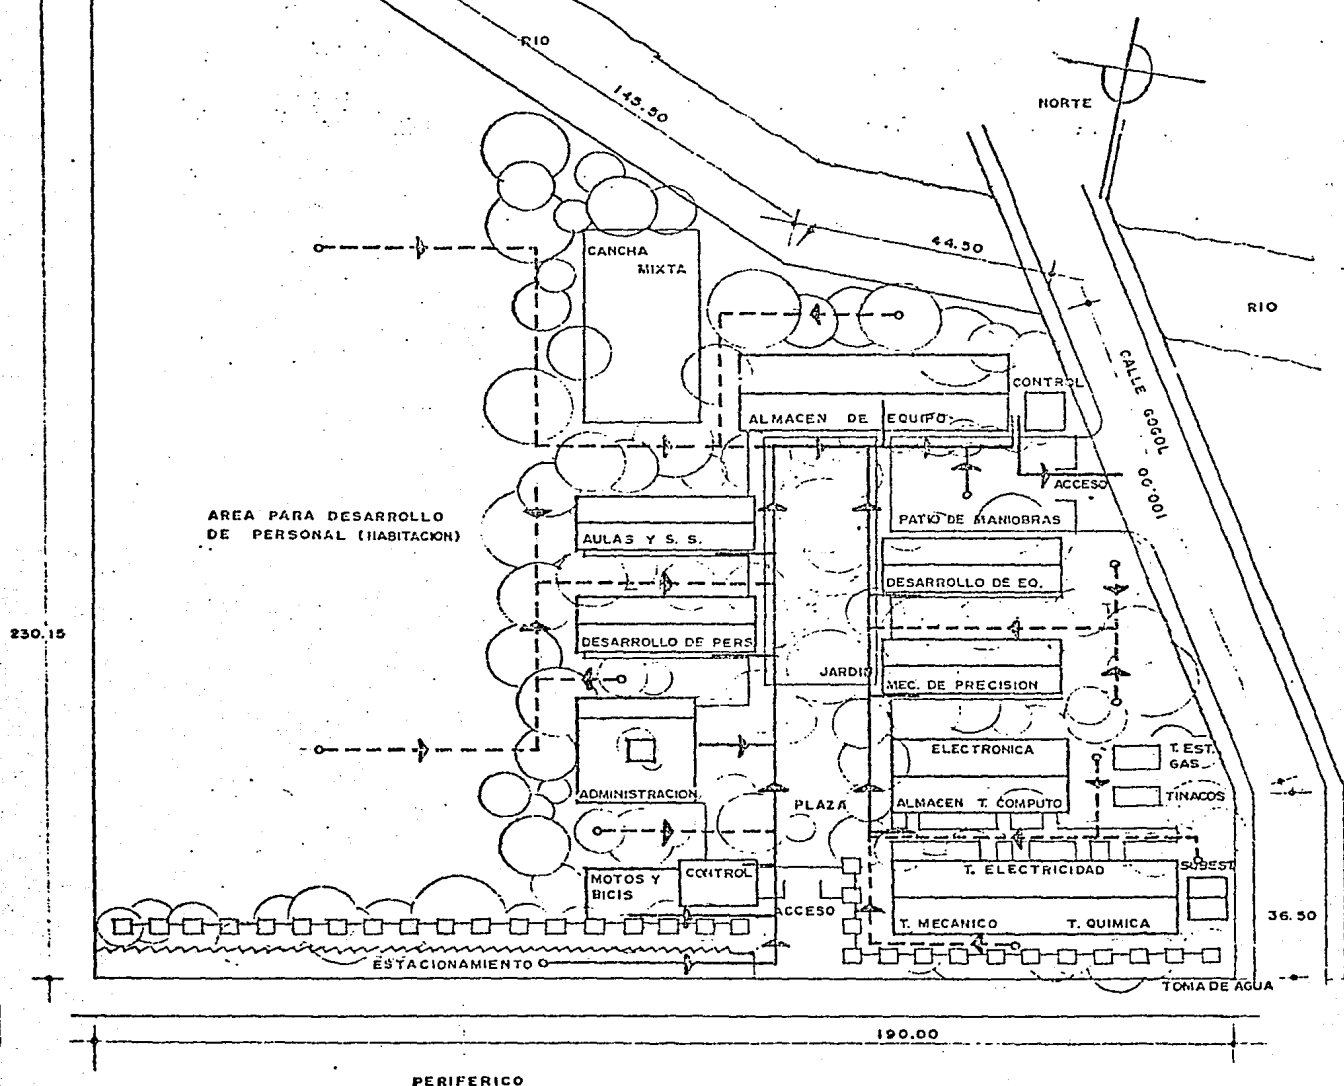 RIO
145.50
NORTE
44.50
RIO
CANCHA
MIXTA
CALLE GOGOL
100.00
CONTROL
ALMACEN DE EQUIPO
ACCESO
AREA PARA DESARROLLO
DE PERSONAL (HABITACION)
PATIO DE MANIOBRAS
AULAS Y S. S.
DESARROLLO DE EQ.
230.15
DESARROLLO DE PERS
JARDIN
MEC. DE PRECISION
ELECTRONICA
T. EST.
GAS.
ADMINISTRACION
PLAZA
ALMACEN T. COMPUTO
TINACOS
MOTOS Y
BICIS
CONTROL
T. ELECTRICIDAD
SUBEST
ACCESO
T. MECANICO
T. QUIMICA
36.50
ESTACIONAMIENTO
TOMA DE AGUA
190.00
PERIFERICO